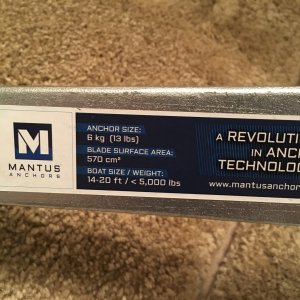 M
MANTUS
ANCHORS
ANCHOR SIZE:
6 kg (13 lbs)
BLADE SURFACE AREA:
570 cm²
BOAT SIZE / WEIGHT:
14-20 ft / < 5,000 lbs
A REVOLUTI
IN ANC
TECHNOLO
www.mantusanchor